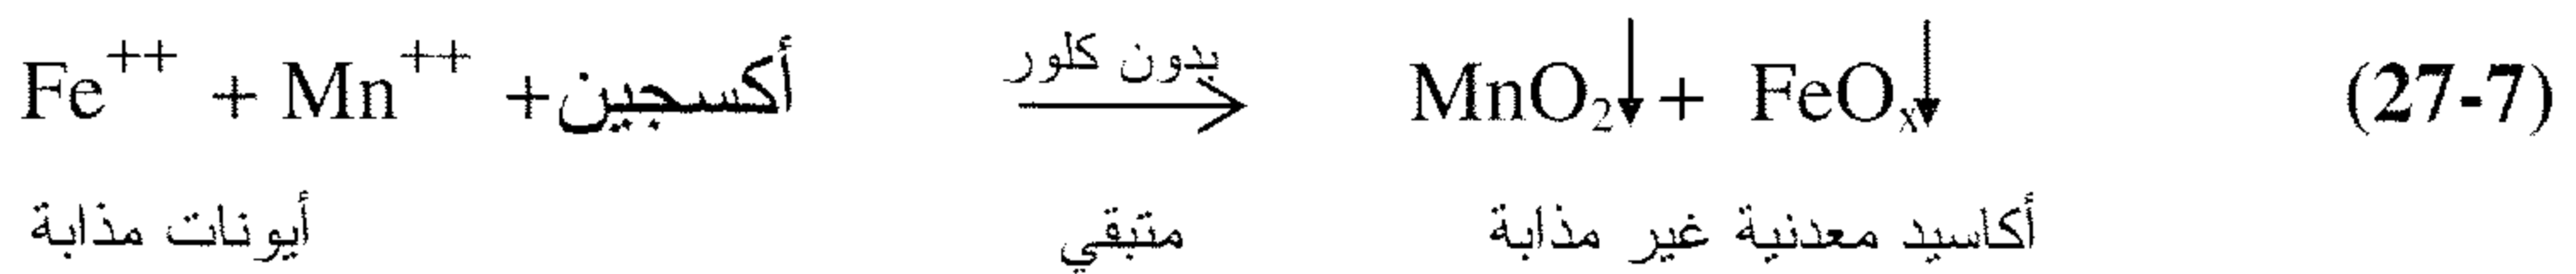 Fe⁺⁺ + Mn⁺⁺ + أكسجين بدون كلور → MnO₂↓ + FeOₓ↓ (27-7)
أيونات مذابة متبقي أكاسيد معدنية غير مذابة